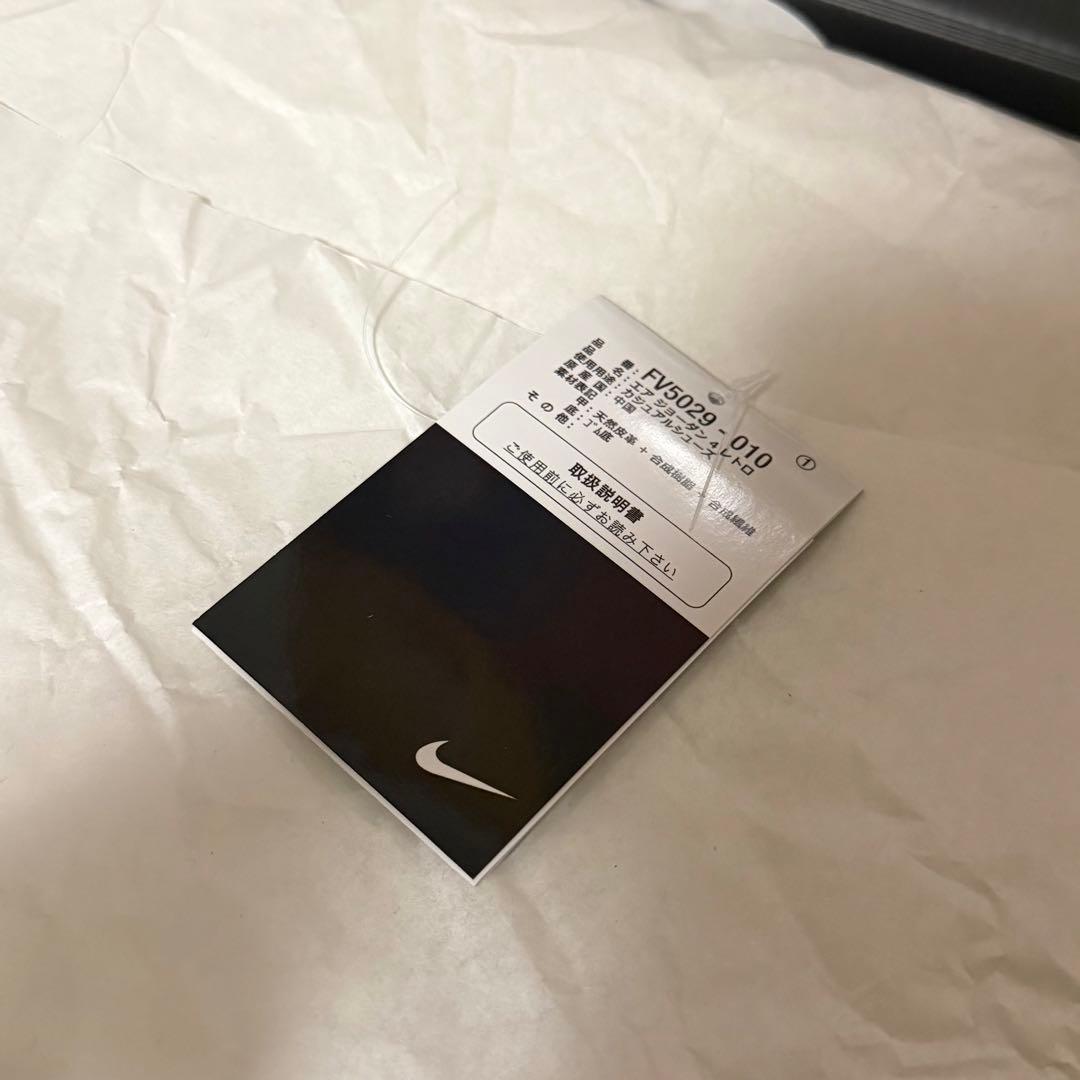 品番：FV5029-010 ①
品名：エア ジョーダン 4 レトロ
使用用途：カジュアルシューズ
原産国：中国
素材表記
甲：天然皮革 + 合成樹脂 + 合成繊維
底：ｺﾞﾑ底
その他：
取扱説明書
ご使用前に必ずお読み下さい